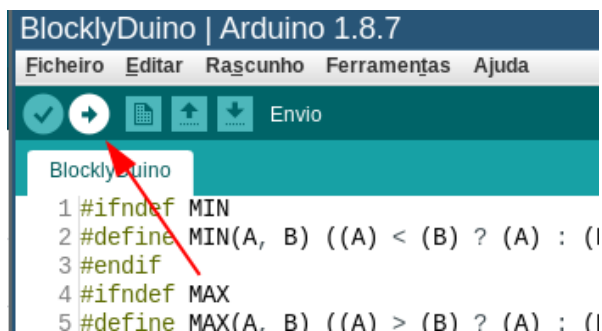 BlocklyDuino | Arduino 1.8.7
Ficheiro Editar Rascunho Ferramentas Ajuda
Envio
BlocklyDuino
1 #ifndef MIN
2 #define MIN(A, B) ((A) < (B) ? (A) : (
3 #endif
4 #ifndef MAX
5 #define MAX(A, B) ((A) > (B) ? (A) : (